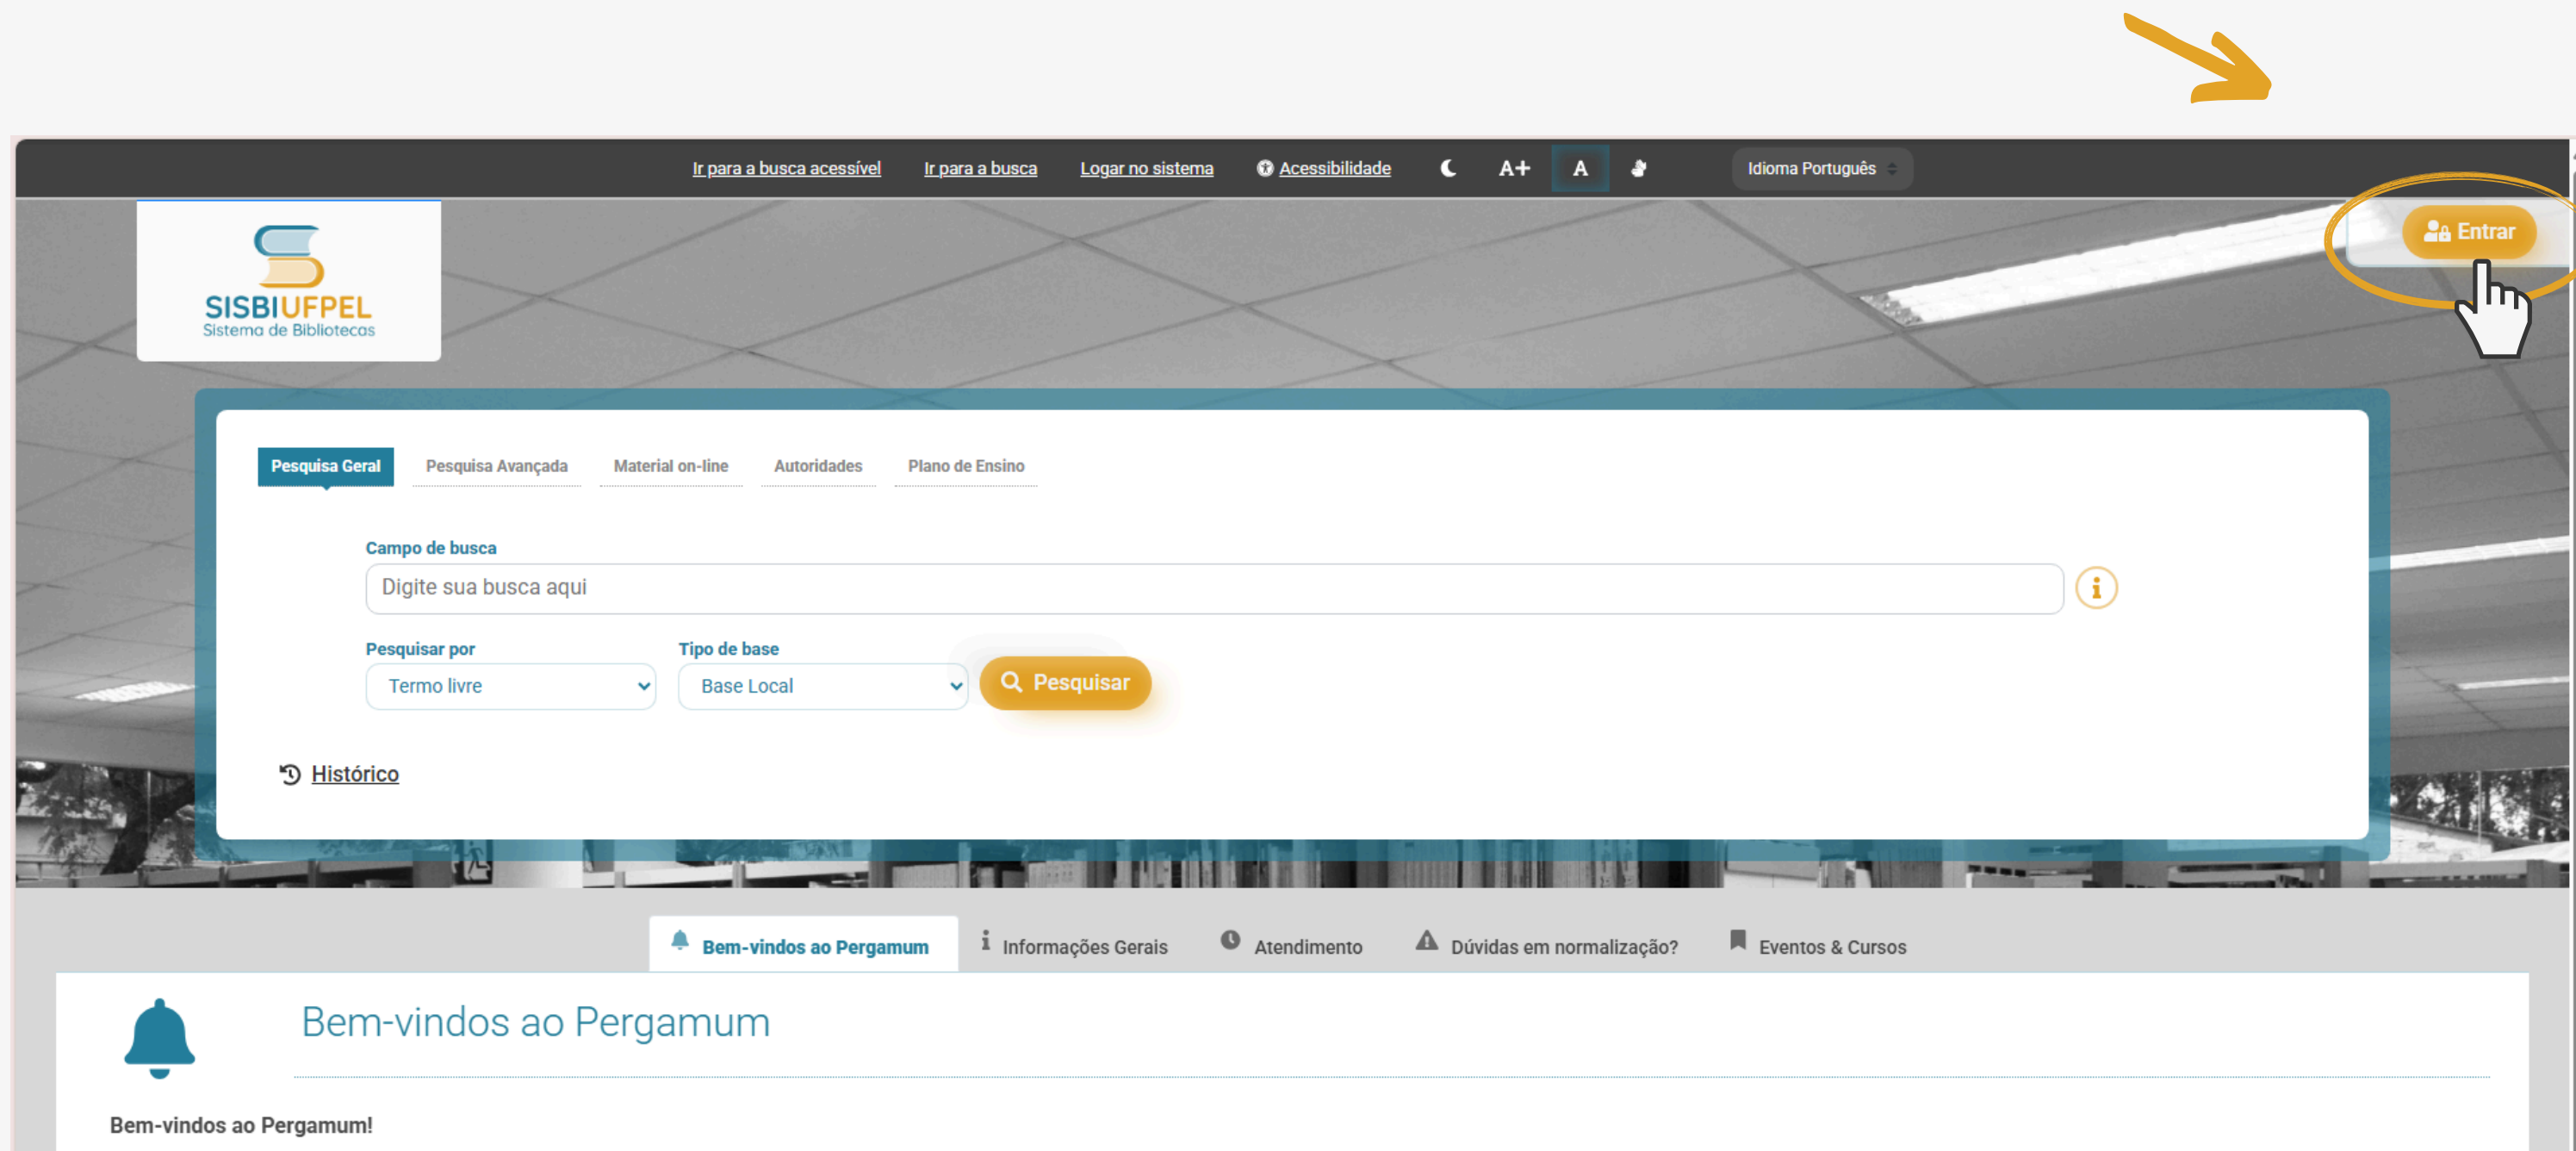 Ir para a busca acessível Ir para a busca Logar no sistema Acessibilidade A+ A Idioma Português
Entrar
SISBIUFPEL
Sistema de Bibliotecas
Pesquisa Geral Pesquisa Avançada Material on-line Autoridades Plano de Ensino
Campo de busca
Digite sua busca aqui
Pesquisar por Tipo de base
Termo livre Base Local Pesquisar
Histórico
Bem-vindos ao Pergamum Informações Gerais Atendimento Dúvidas em normalização? Eventos & Cursos
Bem-vindos ao Pergamum
Bem-vindos ao Pergamum!